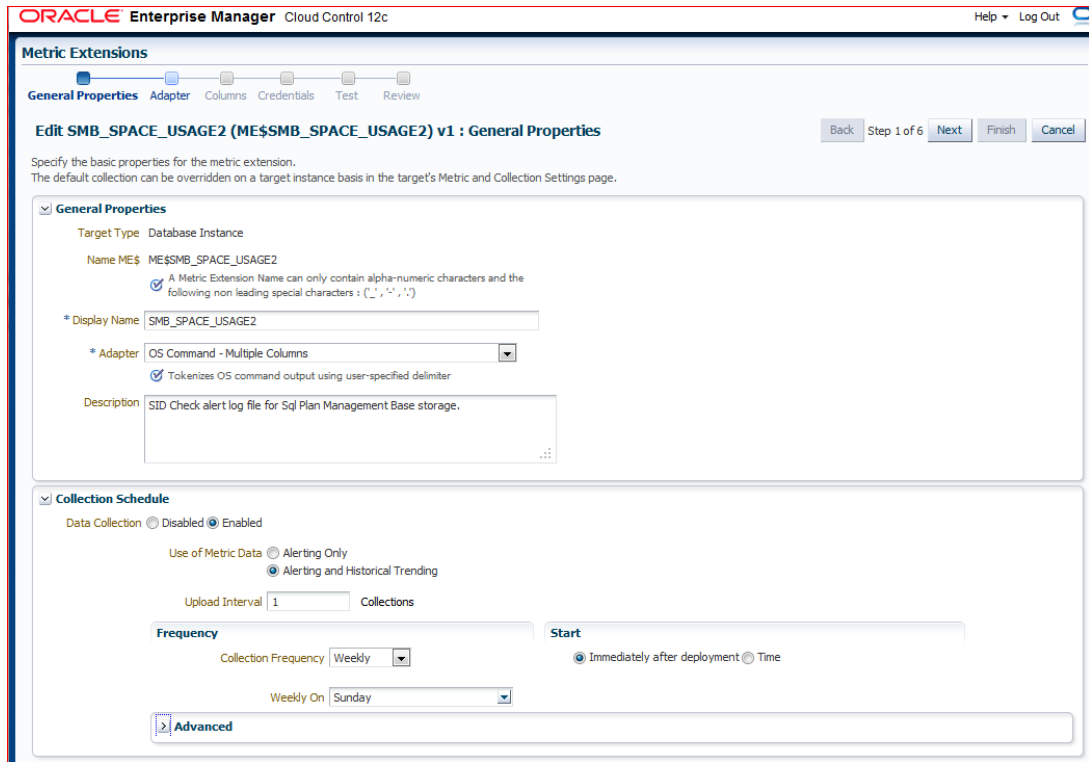 ORACLE Enterprise Manager Cloud Control 12c
Help Log Out
Metric Extensions
General Properties Adapter Columns Credentials Test Review
Edit SMB_SPACE_USAGE2 (ME$SMB_SPACE_USAGE2) v1 : General Properties
Back Step 1 of 6 Next Finish Cancel
Specify the basic properties for the metric extension.
The default collection can be overridden on a target instance basis in the target's Metric and Collection Settings page.
General Properties
Target Type Database Instance
Name ME$ ME$SMB_SPACE_USAGE2
A Metric Extension Name can only contain alpha-numeric characters and the
following non leading special characters : ('_' , '-' , '.')
* Display Name SMB_SPACE_USAGE2
* Adapter OS Command - Multiple Columns
Tokenizes OS command output using user-specified delimiter
Description SID Check alert log file for Sql Plan Management Base storage.
Collection Schedule
Data Collection Disabled Enabled
Use of Metric Data Alerting Only
Alerting and Historical Trending
Upload Interval 1 Collections
Frequency
Collection Frequency Weekly
Weekly On Sunday
Start
Immediately after deployment Time
Advanced